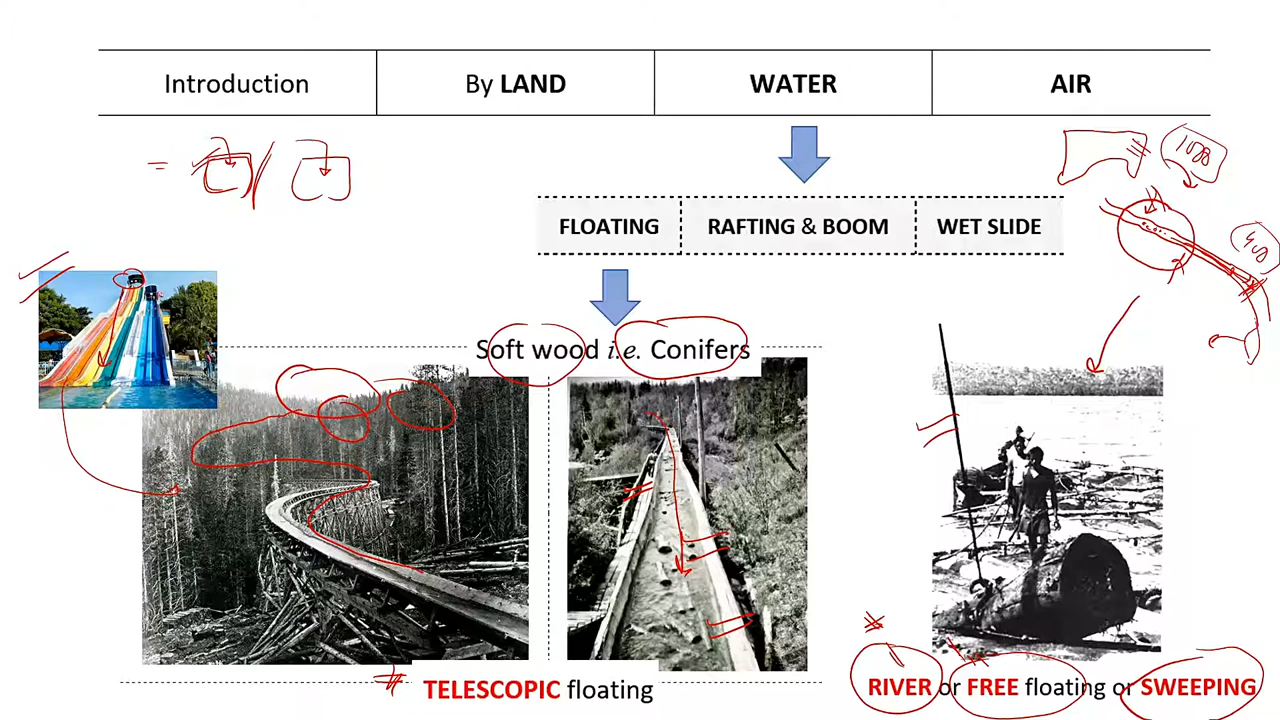 Introduction By LAND WATER AIR
FLOATING RAFTING & BOOM WET SLIDE
Soft wood i.e. Conifers
TELESCOPIC floating
RIVER or FREE floating or SWEEPING